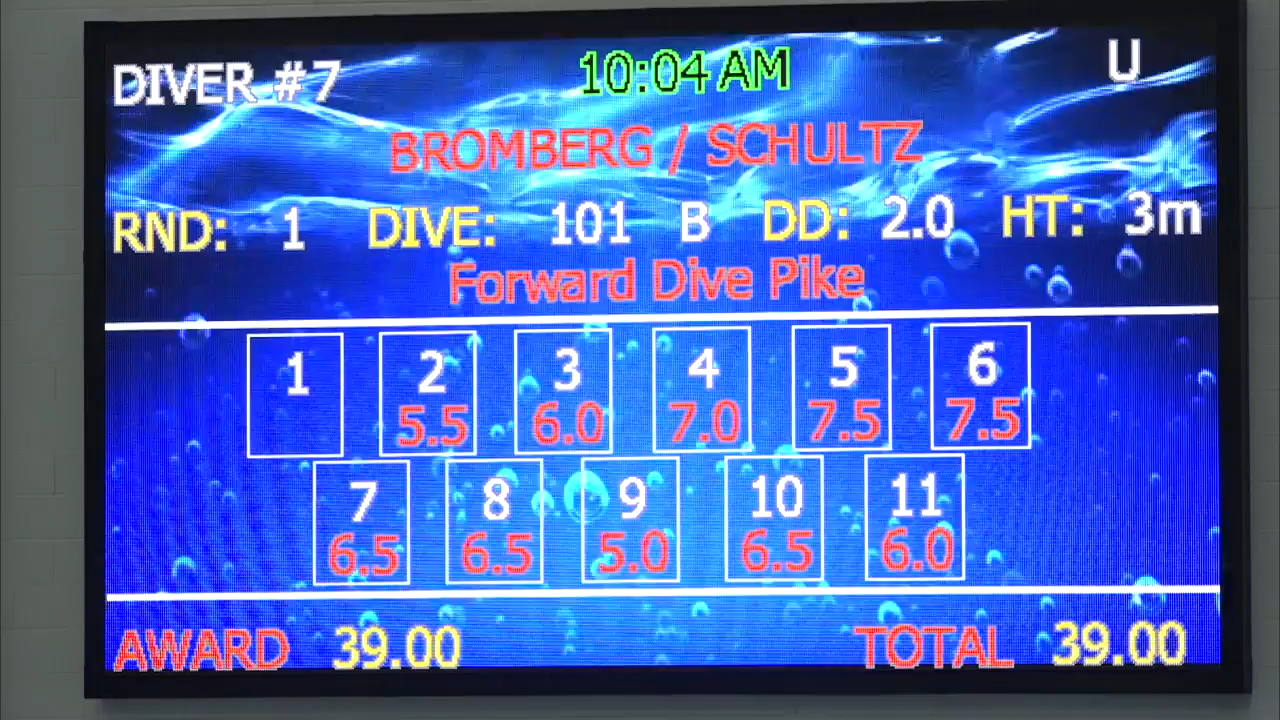 DIVER #7 10:04 AM U
BROMBERG / SCHULTZ
RND: 1 DIVE: 101 B DD: 2.0 HT: 3m
Forward Dive Pike
1 2 3 4 5 6
5.5 6.0 7.0 7.5 7.5
7 8 9 10 11
6.5 6.5 5.0 6.5 6.0
AWARD 39.00 TOTAL 39.00